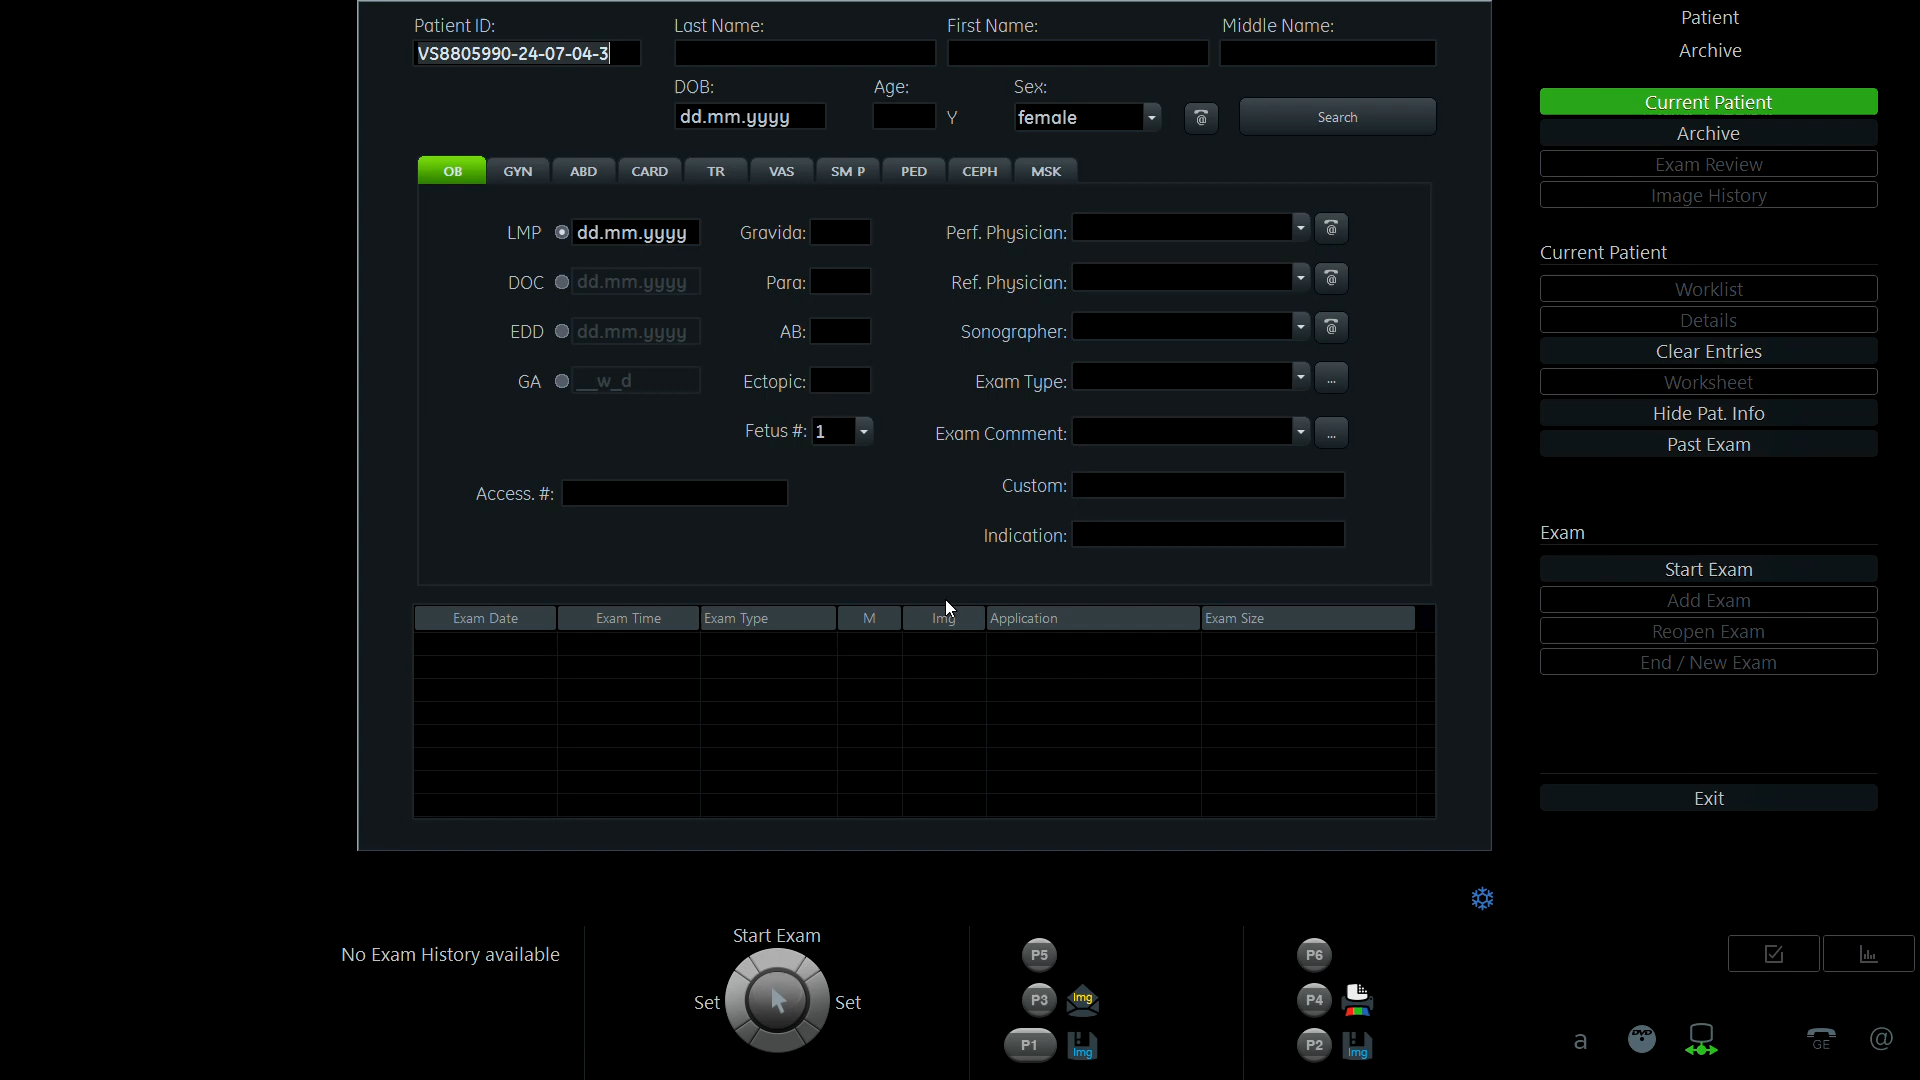 Patient ID: Last Name: First Name: Middle Name:
VS8805990-24-07-04-3
DOB: Age: Sex:
dd.mm.yyyy Y female @ Search
OB GYN ABD CARD TR VAS SM P PED CEPH MSK
LMP dd.mm.yyyy Gravida: Perf. Physician: @
DOC dd.mm.yyyy Para: Ref. Physician: @
EDD dd.mm.yyyy AB: Sonographer: @
GA __w_d Ectopic: Exam Type: ...
Fetus #: 1 Exam Comment: ...
Access. #: Custom:
Indication:
Exam Date Exam Time Exam Type M Img Application Exam Size
Patient
Archive
Current Patient
Archive
Exam Review
Image History
Current Patient
Worklist
Details
Clear Entries
Worksheet
Hide Pat. Info
Past Exam
Exam
Start Exam
Add Exam
Reopen Exam
End / New Exam
Exit
No Exam History available
Start Exam
Set Set
P5 P6
P3 Img P4
P1 Img P2 Img
a DVD GE @